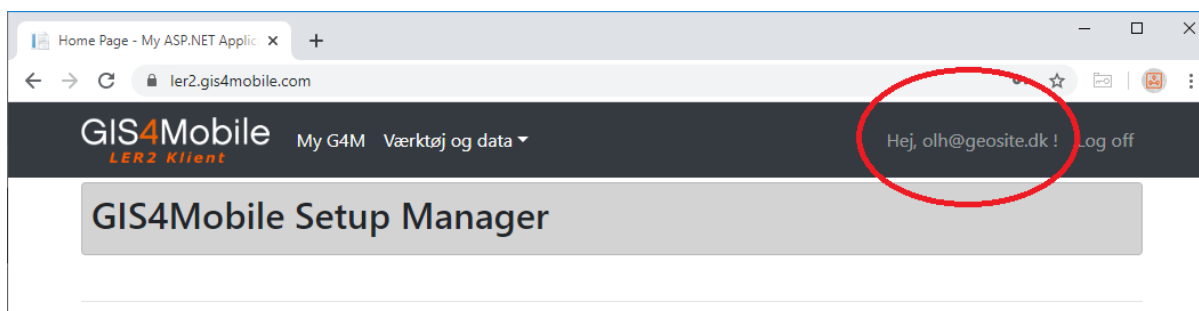 Home Page - My ASP.NET Applic
ler2.gis4mobile.com
GIS4Mobile My G4M Værktøj og data Hej, olh@geosite.dk ! Log off
LER2 Klient
GIS4Mobile Setup Manager